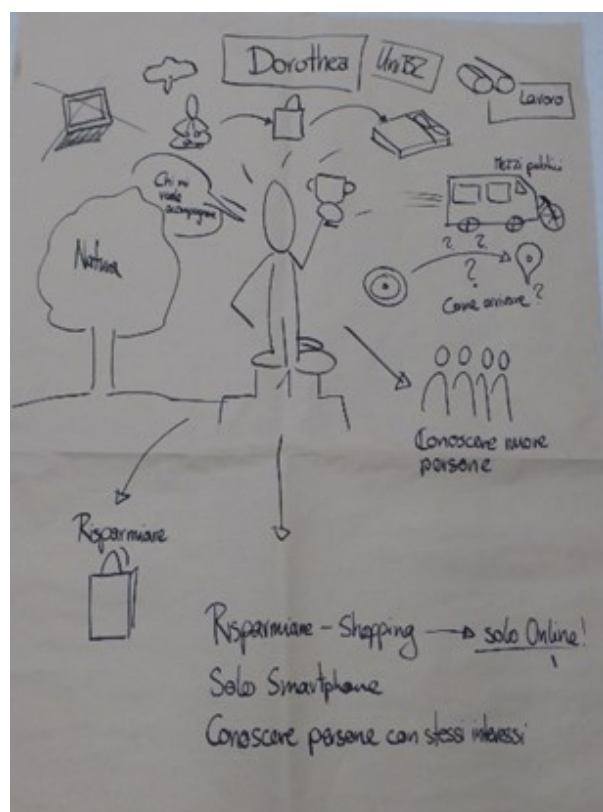 Dorothea
UniBZ
Lavoro
Chi mi
vuole
accompagnare
Mezzi publici
Natura
? ?
?
Come arrivare?
Conoscere nuove
persone
Risparmiare
Risparmiare - Shopping → solo Online!
Solo Smartphone
Conoscere persone con stessi interessi